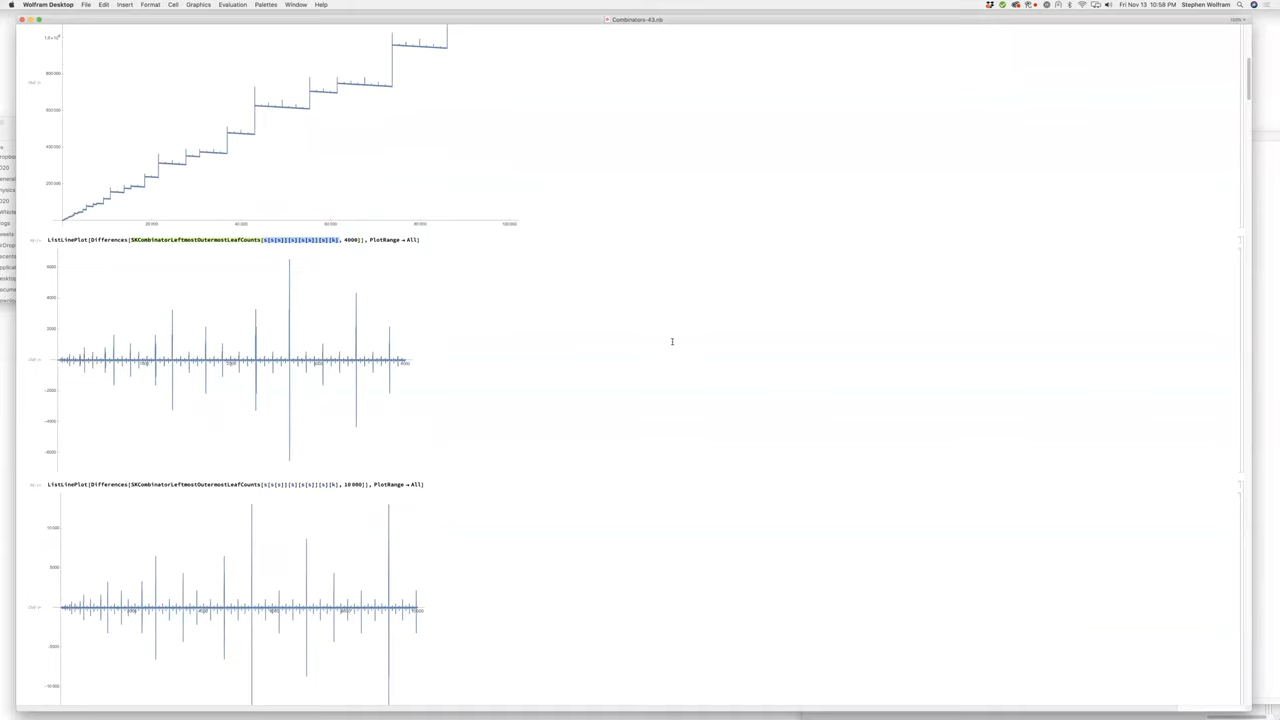 Wolfram Desktop File Edit Insert Format Cell Graphics Evaluation Palettes Window Help Fri Nov 13 10:58 PM Stephen Wolfram
Combinators-43.nb
800 000
600 000
400 000
200 000
20 000 40 000 60 000 80 000 100 000
ListLinePlot[Differences[SKCombinatorLeftmostOutermostLeafCounts[s[s[s]][s][s[s]][s][k], 4000]], PlotRange → All]
6000
4000
2000
-2000
-4000
-6000
ListLinePlot[Differences[SKCombinatorLeftmostOutermostLeafCounts[s[s[s]][s][s[s]][s][k], 10 000]], PlotRange → All]
10 000
5000
-5000
-10 000